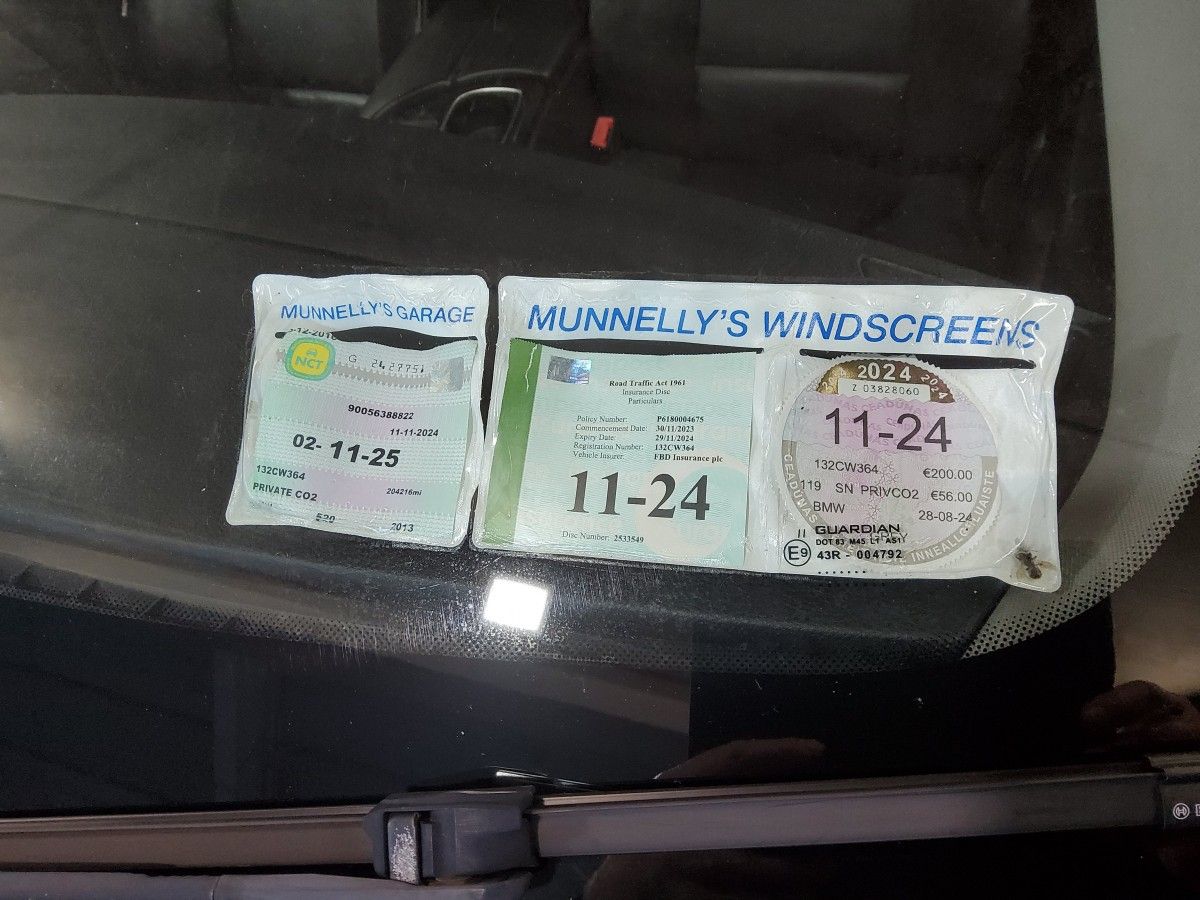 MUNNELLY'S GARAGE
NCT
G
90056388822
11-11-2024
02- 11-25
132CW364
PRIVATE CO2
204216mi
520
2013
MUNNELLY'S WINDSCREENS
Road Traffic Act 1961
Insurance Disc
Particulars
Policy Number: P6180004675
Commencement Date: 30/11/2023
Expiry Date: 29/11/2024
Registration Number: 132CW364
Vehicle Insurer: FBD Insurance plc
11-24
Disc Number: 2533549
2024
2024
Z 03828060
11-24
132CW364 €200.00
119 SN PRIVCO2 €56.00
BMW 28-08-24
GREY
II GUARDIAN
DOT 83 M45 L1 AS1
E9 43R - 004792